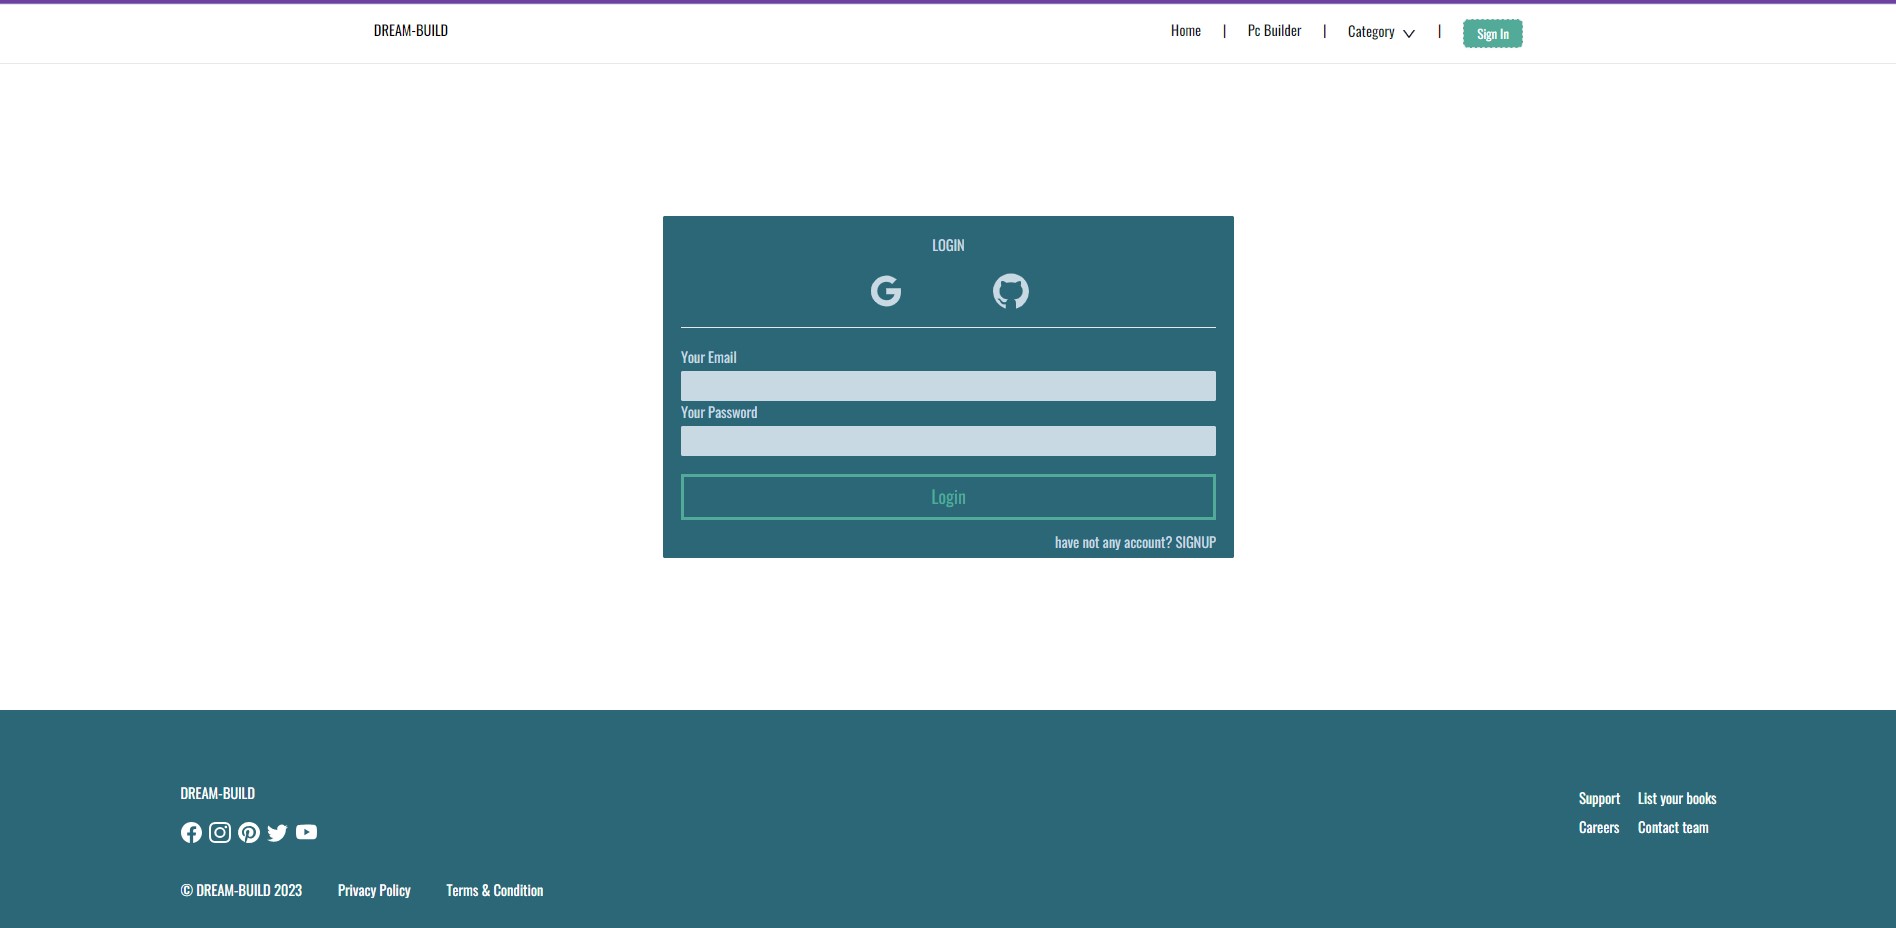 DREAM-BUILD
Home | Pc Builder | Category | Sign In
LOGIN
Your Email
Your Password
Login
have not any account? SIGNUP
DREAM-BUILD
Support List your books
Careers Contact team
© DREAM-BUILD 2023 Privacy Policy Terms & Condition